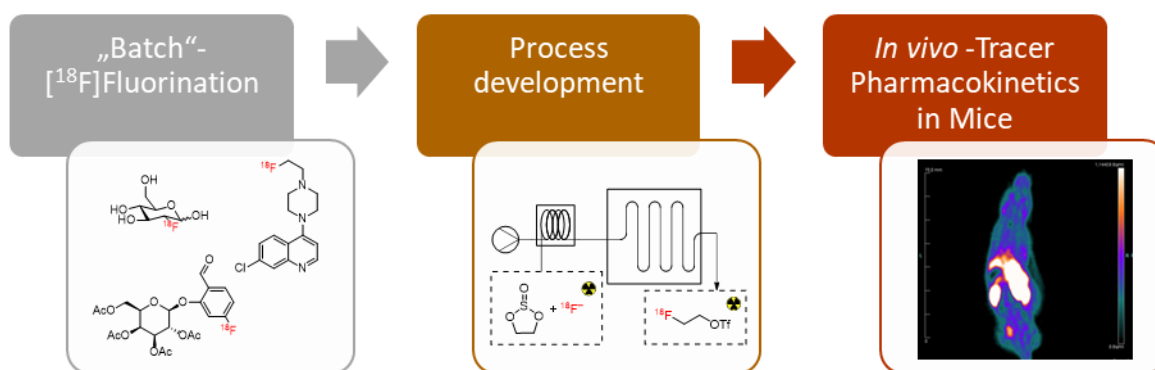 „Batch“-
[¹⁸F]Fluorination
Process
development
In vivo -Tracer
Pharmacokinetics
in Mice
HO
O
HO
HO
OH
¹⁸F
¹⁸F
N
N
Cl
N
O
AcO
O
O
AcO
OAc
OAc
¹⁸F
O
S
O
O
+ ¹⁸F⁻
¹⁸F
OTf